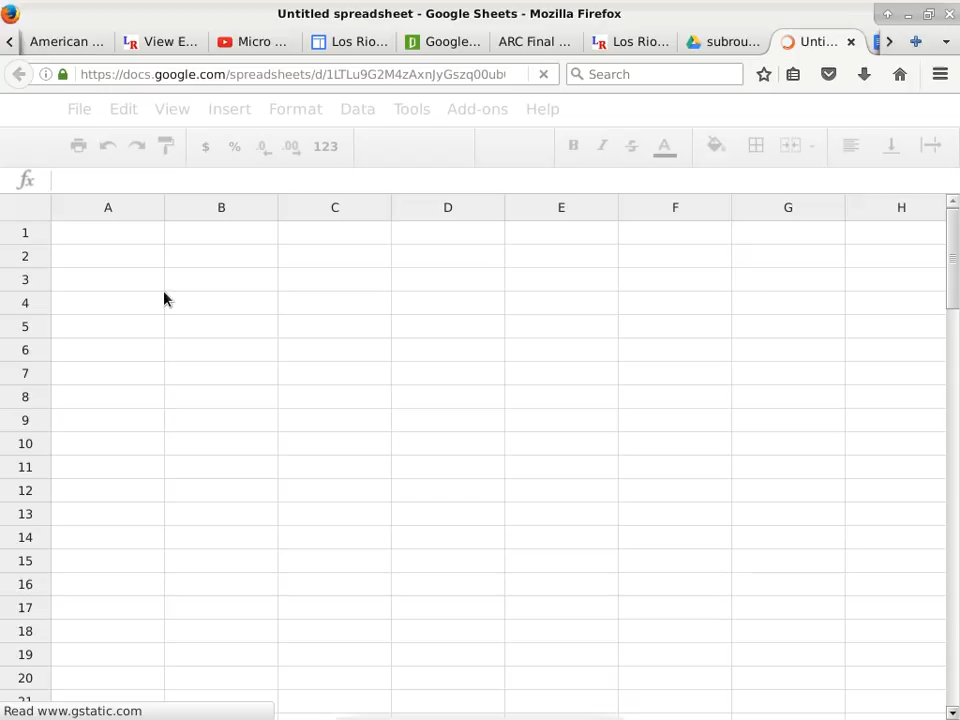 Untitled spreadsheet - Google Sheets - Mozilla Firefox
American ... View E... Micro ... Los Rio... Google... ARC Final ... Los Rio... subrou... Unti...
https://docs.google.com/spreadsheets/d/1LTLu9G2M4zAxnJyGszq00ub Search
File Edit View Insert Format Data Tools Add-ons Help
$ % .0 .00 123 B I S A
fx
A B C D E F G H
1
2
3
4
5
6
7
8
9
10
11
12
13
14
15
16
17
18
19
20
21
Read www.gstatic.com